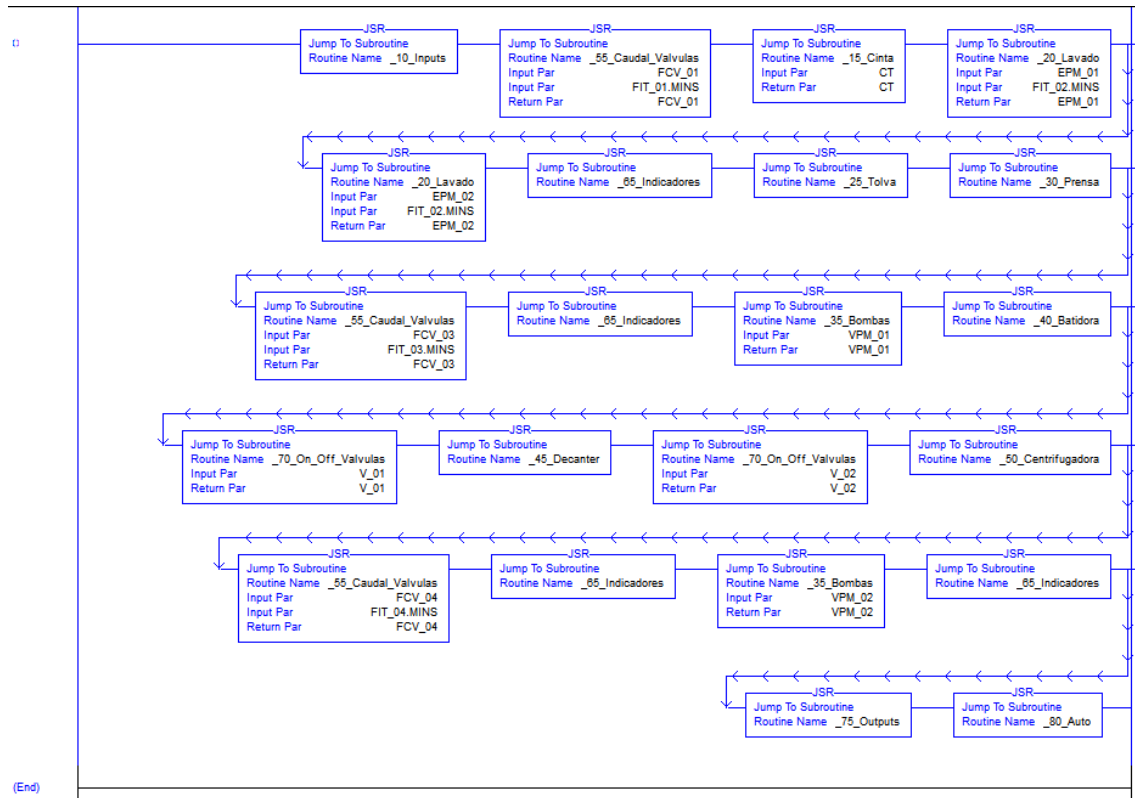 0
JSR
Jump To Subroutine
Routine Name _10_Inputs
JSR
Jump To Subroutine
Routine Name _55_Caudal_Valvulas
Input Par FCV_01
Input Par FIT_01.MINS
Return Par FCV_01
JSR
Jump To Subroutine
Routine Name _15_Cinta
Input Par CT
Return Par CT
JSR
Jump To Subroutine
Routine Name _20_Lavado
Input Par EPM_01
Input Par FIT_02.MINS
Return Par EPM_01
JSR
Jump To Subroutine
Routine Name _20_Lavado
Input Par EPM_02
Input Par FIT_02.MINS
Return Par EPM_02
JSR
Jump To Subroutine
Routine Name _65_Indicadores
JSR
Jump To Subroutine
Routine Name _25_Tolva
JSR
Jump To Subroutine
Routine Name _30_Prensa
JSR
Jump To Subroutine
Routine Name _55_Caudal_Valvulas
Input Par FCV_03
Input Par FIT_03.MINS
Return Par FCV_03
JSR
Jump To Subroutine
Routine Name _65_Indicadores
JSR
Jump To Subroutine
Routine Name _35_Bombas
Input Par VPM_01
Return Par VPM_01
JSR
Jump To Subroutine
Routine Name _40_Batidora
JSR
Jump To Subroutine
Routine Name _70_On_Off_Valvulas
Input Par V_01
Return Par V_01
JSR
Jump To Subroutine
Routine Name _45_Decanter
JSR
Jump To Subroutine
Routine Name _70_On_Off_Valvulas
Input Par V_02
Return Par V_02
JSR
Jump To Subroutine
Routine Name _50_Centrifugadora
JSR
Jump To Subroutine
Routine Name _55_Caudal_Valvulas
Input Par FCV_04
Input Par FIT_04.MINS
Return Par FCV_04
JSR
Jump To Subroutine
Routine Name _65_Indicadores
JSR
Jump To Subroutine
Routine Name _35_Bombas
Input Par VPM_02
Return Par VPM_02
JSR
Jump To Subroutine
Routine Name _65_Indicadores
JSR
Jump To Subroutine
Routine Name _75_Outputs
JSR
Jump To Subroutine
Routine Name _80_Auto
(End)